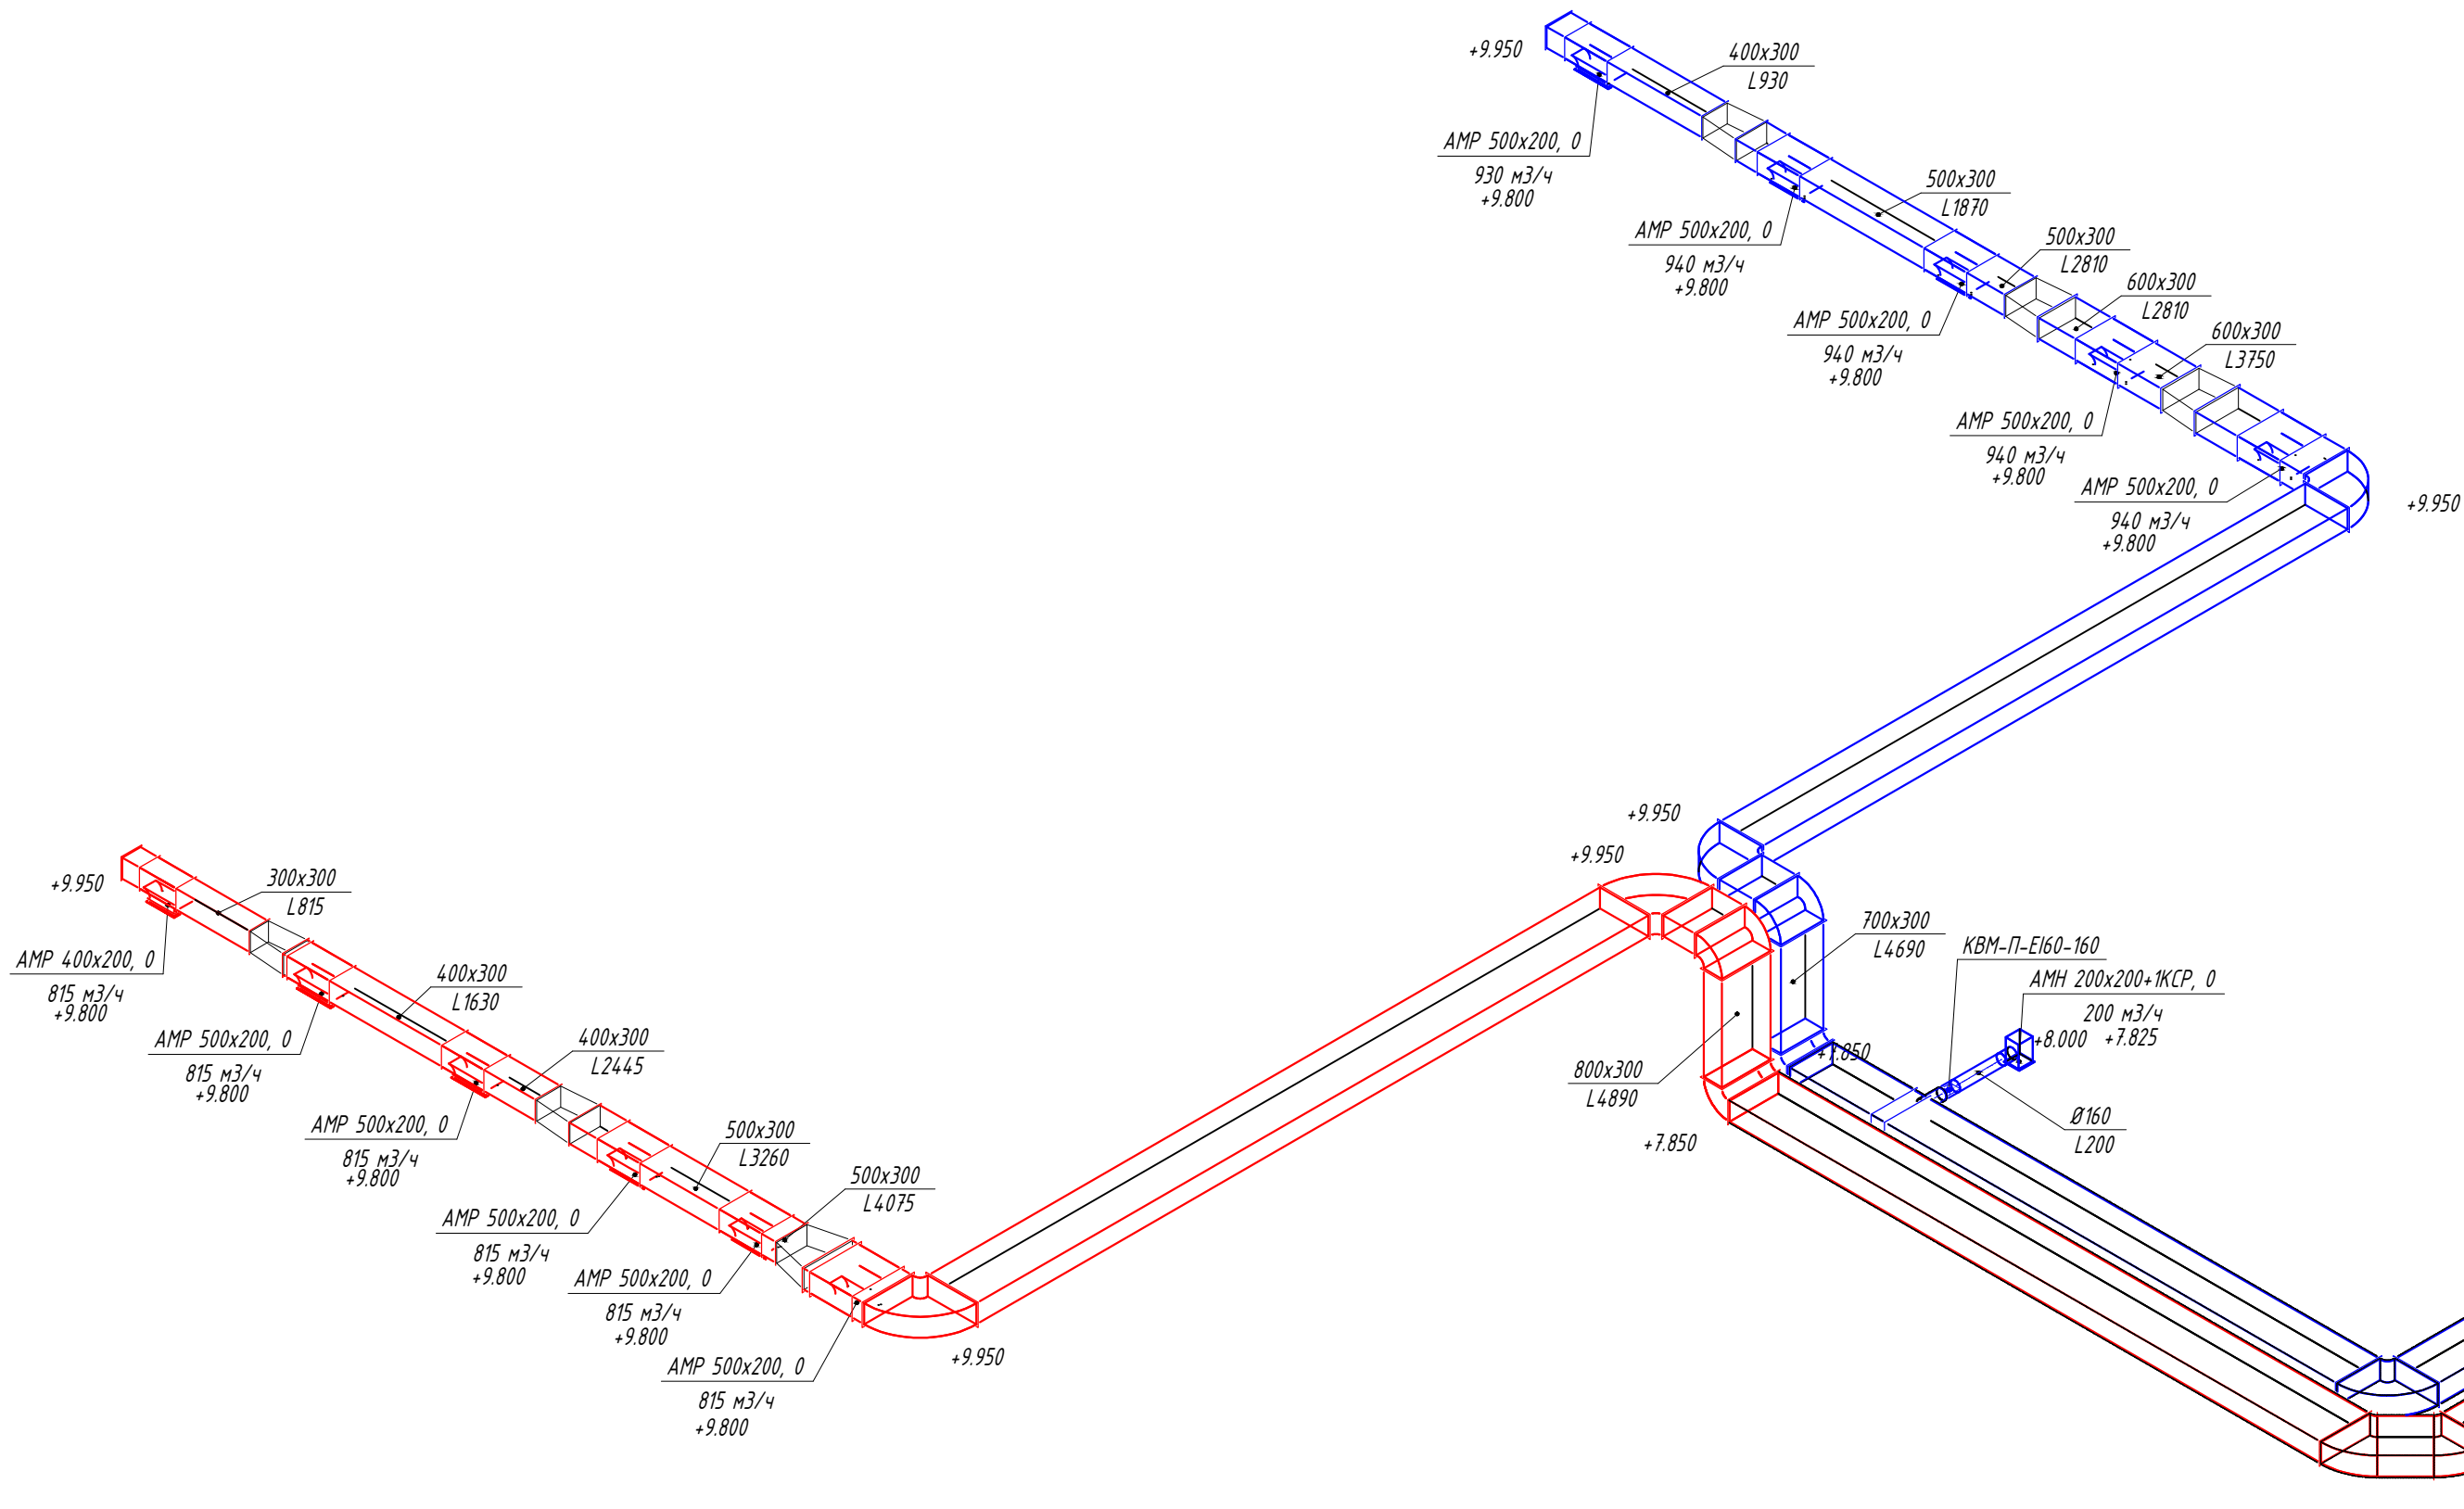 +9.950
400x300
L930
АМР 500x200, 0
930 м3/ч
+9.800
500x300
L1870
АМР 500x200, 0
940 м3/ч
+9.800
500x300
L2810
АМР 500x200, 0
940 м3/ч
+9.800
600x300
L2810
600x300
L3750
АМР 500x200, 0
940 м3/ч
+9.800
АМР 500x200, 0
940 м3/ч
+9.800
+9.950
+9.950
+9.950
700x300
L4690
КВМ-П-EI60-160
АМН 200x200+1КСР, 0
200 м3/ч
+8.000
+7.825
+7.850
800x300
L4890
+7.850
Ø160
L200
+9.950
300x300
L815
АМР 400x200, 0
815 м3/ч
+9.800
400x300
L1630
АМР 500x200, 0
815 м3/ч
+9.800
400x300
L2445
АМР 500x200, 0
815 м3/ч
+9.800
500x300
L3260
АМР 500x200, 0
815 м3/ч
+9.800
500x300
L4075
АМР 500x200, 0
815 м3/ч
+9.800
АМР 500x200, 0
815 м3/ч
+9.800
+9.950